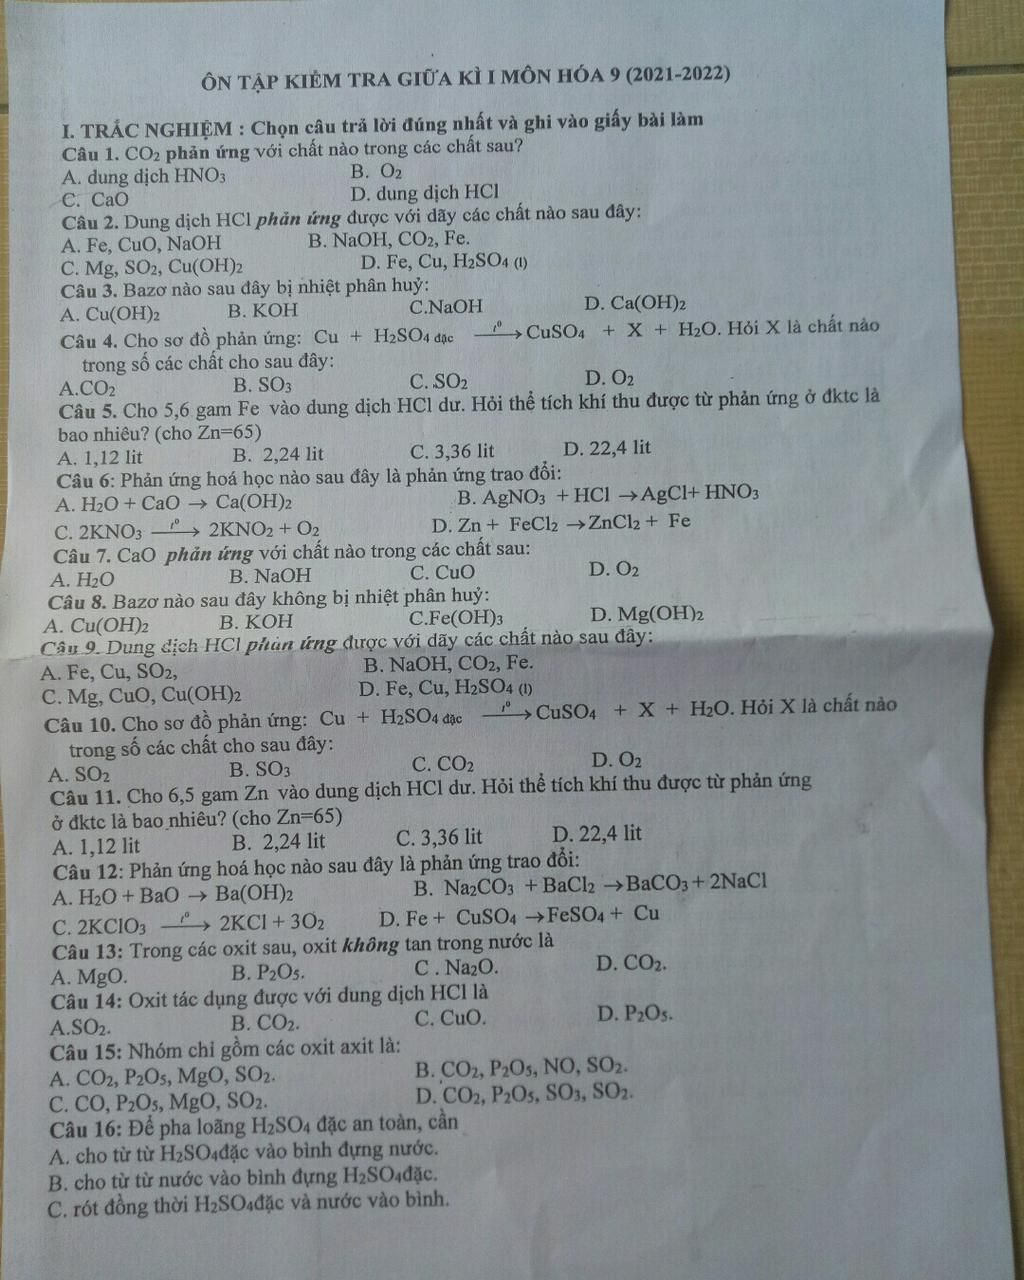 ÔN TẬP KIỂM TRA GIỮA KÌ I MÔN HÓA 9 (2021-2022)
I. TRẮC NGHIỆM : Chọn câu trả lời đúng nhất và ghi vào giấy bài làm
Câu 1. CO₂ phản ứng với chất nào trong các chất sau?
A. dung dịch HNO₃ B. O₂
C. CaO D. dung dịch HCl
Câu 2. Dung dịch HCl phản ứng được với dãy các chất nào sau đây:
A. Fe, CuO, NaOH B. NaOH, CO₂, Fe.
C. Mg, SO₂, Cu(OH)₂ D. Fe, Cu, H₂SO₄ (l)
Câu 3. Bazơ nào sau đây bị nhiệt phân huỷ:
A. Cu(OH)₂ B. KOH C.NaOH D. Ca(OH)₂
Câu 4. Cho sơ đồ phản ứng: Cu + H₂SO₄ đặc —t⁰→ CuSO₄ + X + H₂O. Hỏi X là chất nào
trong số các chất cho sau đây:
A.CO₂ B. SO₃ C. SO₂ D. O₂
Câu 5. Cho 5,6 gam Fe vào dung dịch HCl dư. Hỏi thể tích khí thu được từ phản ứng ở đktc là
bao nhiêu? (cho Zn=65)
A. 1,12 lit B. 2,24 lit C. 3,36 lit D. 22,4 lit
Câu 6: Phản ứng hoá học nào sau đây là phản ứng trao đổi:
A. H₂O + CaO → Ca(OH)₂ B. AgNO₃ + HCl →AgCl+ HNO₃
C. 2KNO₃ —t⁰→ 2KNO₂ + O₂ D. Zn + FeCl₂ →ZnCl₂ + Fe
Câu 7. CaO phản ứng với chất nào trong các chất sau:
A. H₂O B. NaOH C. CuO D. O₂
Câu 8. Bazơ nào sau đây không bị nhiệt phân huỷ:
A. Cu(OH)₂ B. KOH C.Fe(OH)₃ D. Mg(OH)₂
Câu 9. Dung dịch HCl phản ứng được với dãy các chất nào sau đây:
A. Fe, Cu, SO₂, B. NaOH, CO₂, Fe.
C. Mg, CuO, Cu(OH)₂ D. Fe, Cu, H₂SO₄ (l)
Câu 10. Cho sơ đồ phản ứng: Cu + H₂SO₄ đặc —t⁰→ CuSO₄ + X + H₂O. Hỏi X là chất nào
trong số các chất cho sau đây:
A. SO₂ B. SO₃ C. CO₂ D. O₂
Câu 11. Cho 6,5 gam Zn vào dung dịch HCl dư. Hỏi thể tích khí thu được từ phản ứng
ở đktc là bao nhiêu? (cho Zn=65)
A. 1,12 lit B. 2,24 lit C. 3,36 lit D. 22,4 lit
Câu 12: Phản ứng hoá học nào sau đây là phản ứng trao đổi:
A. H₂O + BaO → Ba(OH)₂ B. Na₂CO₃ + BaCl₂ →BaCO₃ + 2NaCl
C. 2KClO₃ —t⁰→ 2KCl + 3O₂ D. Fe + CuSO₄ →FeSO₄ + Cu
Câu 13: Trong các oxit sau, oxit không tan trong nước là
A. MgO. B. P₂O₅. C . Na₂O. D. CO₂.
Câu 14: Oxit tác dụng được với dung dịch HCl là
A.SO₂. B. CO₂. C. CuO. D. P₂O₅.
Câu 15: Nhóm chỉ gồm các oxit axit là:
A. CO₂, P₂O₅, MgO, SO₂. B. CO₂, P₂O₅, NO, SO₂.
C. CO, P₂O₅, MgO, SO₂. D. CO₂, P₂O₅, SO₃, SO₂.
Câu 16: Để pha loãng H₂SO₄ đặc an toàn, cần
A. cho từ từ H₂SO₄đặc vào bình đựng nước.
B. cho từ từ nước vào bình đựng H₂SO₄đặc.
C. rót đồng thời H₂SO₄đặc và nước vào bình.